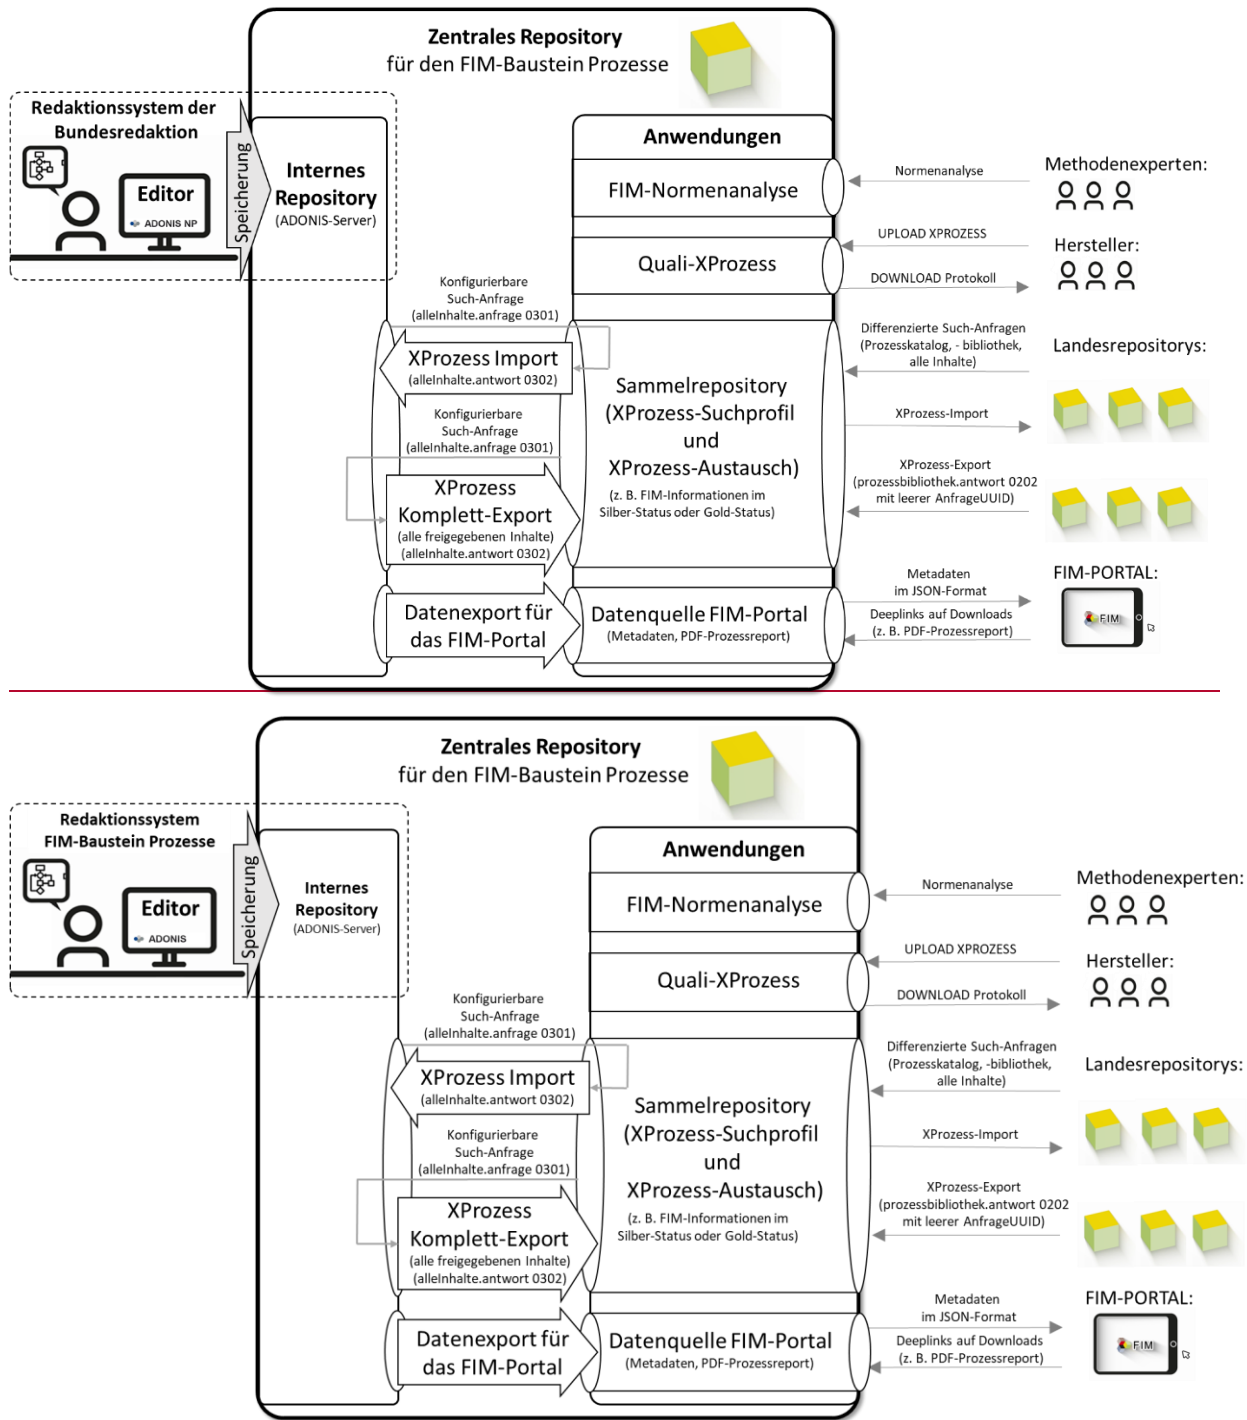 Zentrales Repository
für den FIM-Baustein Prozesse
Redaktionssystem der
Bundesredaktion
Editor
ADONIS NP
Speicherung
Internes
Repository
(ADONIS-Server)
Anwendungen
FIM-Normenanalyse
Normenanalyse
Methodenexperten:
Quali-XProzess
UPLOAD XPROZESS
Hersteller:
DOWNLOAD Protokoll
Konfigurierbare
Such-Anfrage
(alleInhalte.anfrage 0301)
XProzess Import
(alleInhalte.antwort 0302)
Konfigurierbare
Such-Anfrage
(alleInhalte.anfrage 0301)
XProzess
Komplett-Export
(alle freigegebenen Inhalte)
(alleInhalte.antwort 0302)
Sammelrepository
(XProzess-Suchprofil
und
XProzess-Austausch)
(z. B. FIM-Informationen im
Silber-Status oder Gold-Status)
Differenzierte Such-Anfragen
(Prozesskatalog, - bibliothek,
alle Inhalte)
Landesrepositorys:
XProzess-Import
XProzess-Export
(prozessbibliothek.antwort 0202
mit leerer AnfrageUUID)
Datenexport für
das FIM-Portal
Datenquelle FIM-Portal
(Metadaten, PDF-Prozessreport)
Metadaten
im JSON-Format
Deeplinks auf Downloads
(z. B. PDF-Prozessreport)
FIM-PORTAL:
FIM
Zentrales Repository
für den FIM-Baustein Prozesse
Redaktionssystem
FIM-Baustein Prozesse
Editor
ADONIS
Speicherung
Internes
Repository
(ADONIS-Server)
Anwendungen
FIM-Normenanalyse
Normenanalyse
Methodenexperten:
Quali-XProzess
UPLOAD XPROZESS
Hersteller:
DOWNLOAD Protokoll
Konfigurierbare
Such-Anfrage
(alleInhalte.anfrage 0301)
XProzess Import
(alleInhalte.antwort 0302)
Konfigurierbare
Such-Anfrage
(alleInhalte.anfrage 0301)
XProzess
Komplett-Export
(alle freigegebenen Inhalte)
(alleInhalte.antwort 0302)
Sammelrepository
(XProzess-Suchprofil
und
XProzess-Austausch)
(z. B. FIM-Informationen im
Silber-Status oder Gold-Status)
Differenzierte Such-Anfragen
(Prozesskatalog, -bibliothek,
alle Inhalte)
Landesrepositorys:
XProzess-Import
XProzess-Export
(prozessbibliothek.antwort 0202
mit leerer AnfrageUUID)
Datenexport für
das FIM-Portal
Datenquelle FIM-Portal
(Metadaten, PDF-Prozessreport)
Metadaten
im JSON-Format
Deeplinks auf Downloads
(z. B. PDF-Prozessreport)
FIM-PORTAL:
FIM